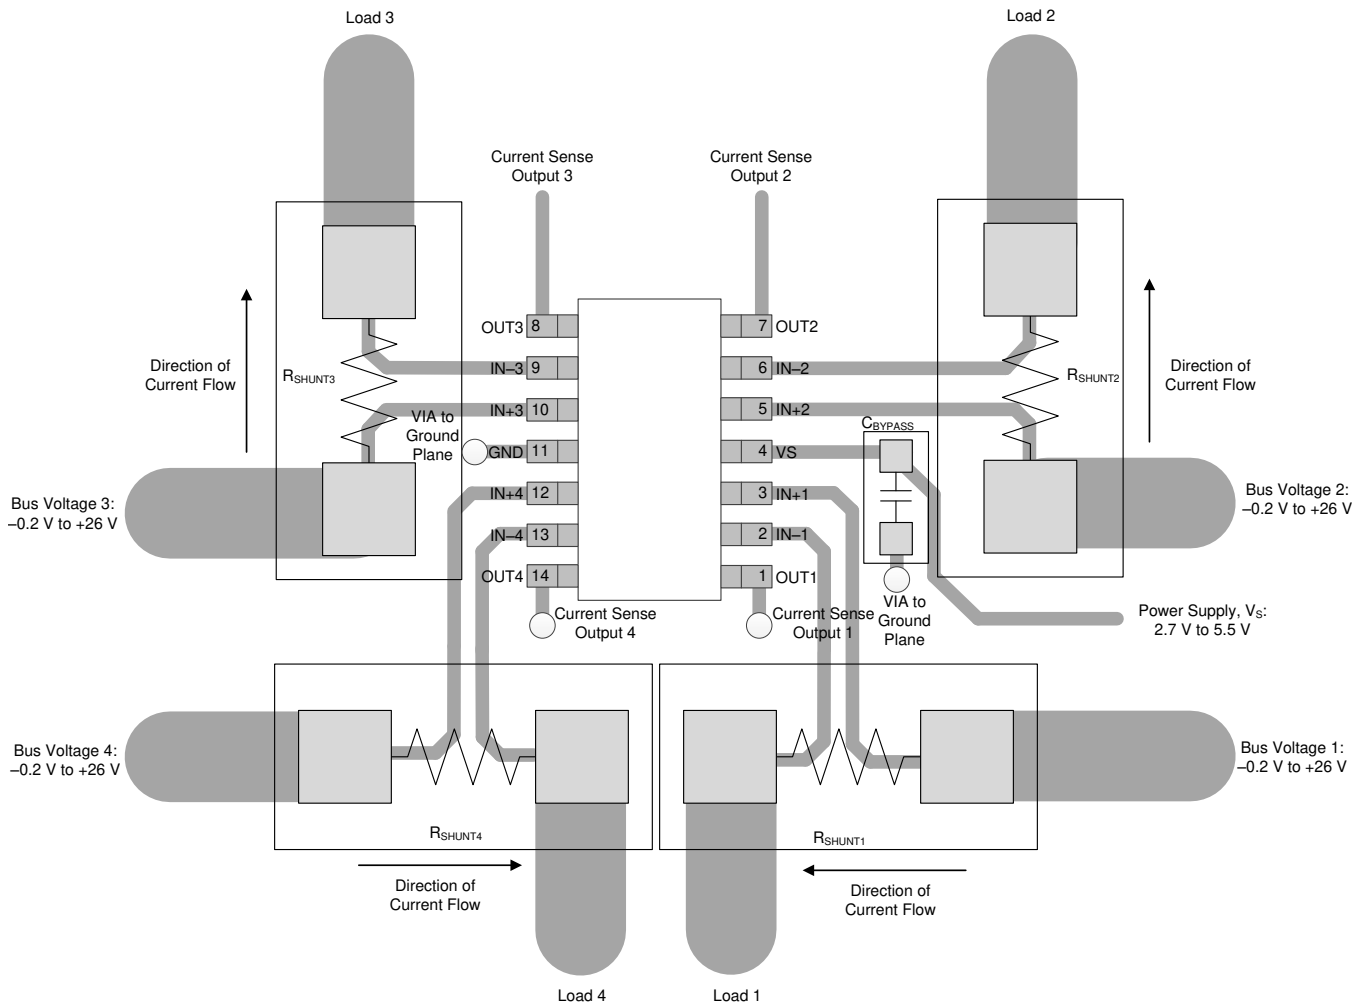 Load 3
Load 2
Current Sense
Output 3
Current Sense
Output 2
OUT3 8
7 OUT2
IN–3 9
6 IN–2
IN+3 10
5 IN+2
GND 11
4 VS
IN+4 12
3 IN+1
IN–4 13
2 IN–1
OUT4 14
1 OUT1
Direction of
Current Flow
RSHUNT3
VIA to
Ground
Plane
CBYPASS
RSHUNT2
Direction of
Current Flow
Bus Voltage 3:
–0.2 V to +26 V
Bus Voltage 2:
–0.2 V to +26 V
Current Sense
Output 4
Current Sense
Output 1
VIA to
Ground
Plane
Power Supply, VS:
2.7 V to 5.5 V
Bus Voltage 4:
–0.2 V to +26 V
Bus Voltage 1:
–0.2 V to +26 V
RSHUNT4
RSHUNT1
Direction of
Current Flow
Direction of
Current Flow
Load 4
Load 1